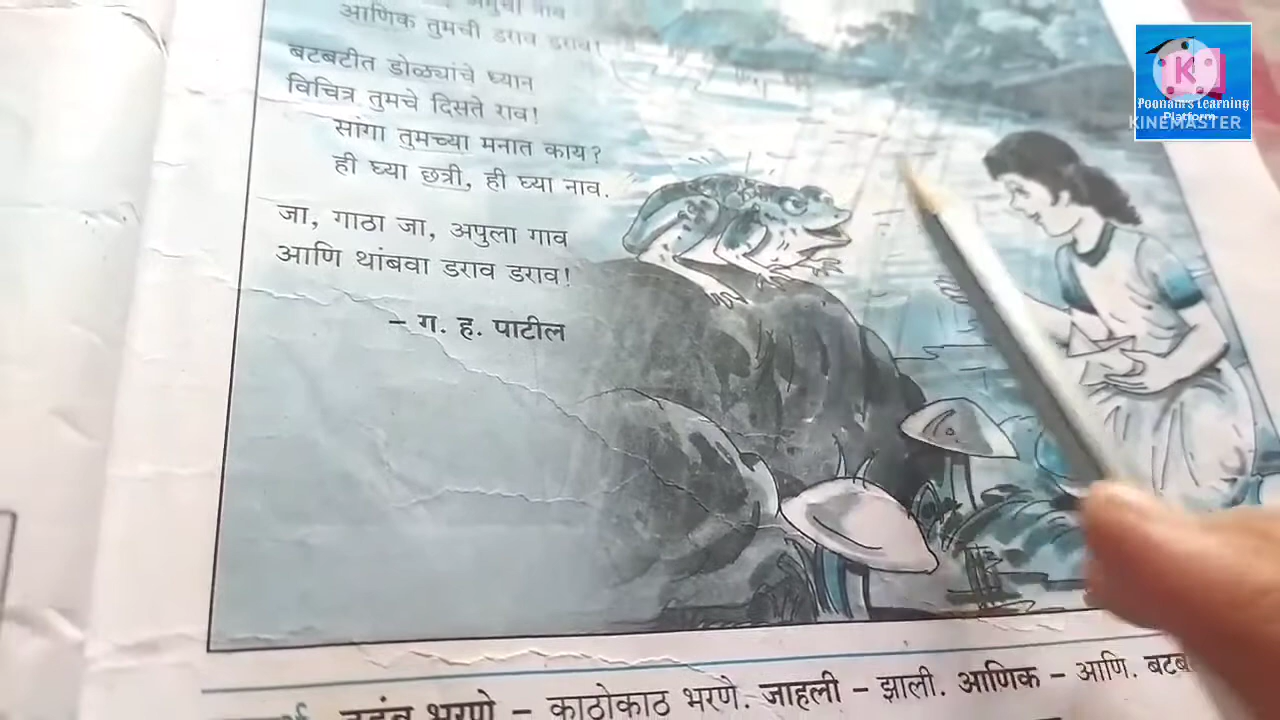 आणिक तुमची डराव डराव!
बटबटीत डोळ्यांचे ध्यान
विचित्र तुमचे दिसते राव!
सांगा तुमच्या मनात काय?
ही घ्या छत्री, ही घ्या नाव.
जा, गाठा जा, अपुला गाव
आणि थांबवा डराव डराव!
- ग. ह. पाटील
भरणे - काठोकाठ भरणे. जाहली - झाली. आणिक - आणि.
K
Poonam's Learning
Platform
KINEMASTER